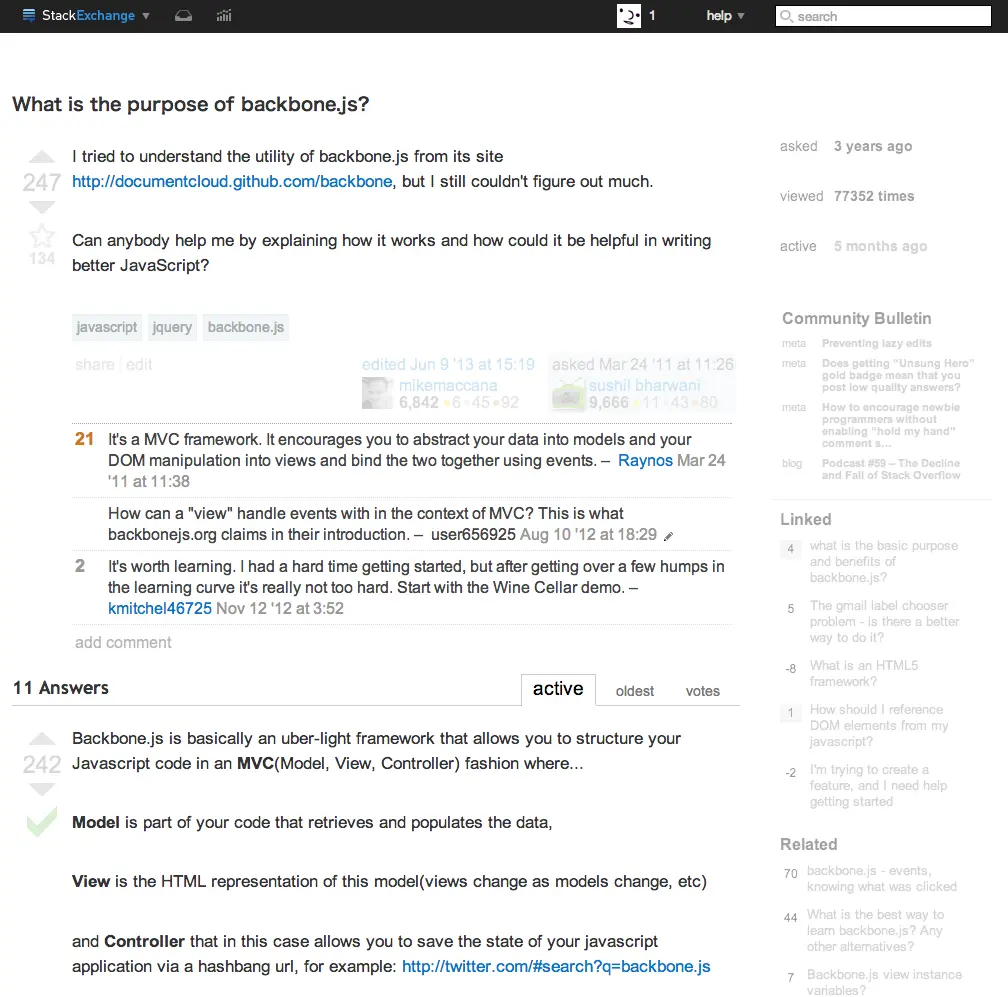 StackExchange
1
help
search
What is the purpose of backbone.js?
247
134
I tried to understand the utility of backbone.js from its site
http://documentcloud.github.com/backbone, but I still couldn't figure out much.
Can anybody help me by explaining how it works and how could it be helpful in writing
better JavaScript?
javascript jquery backbone.js
share edit
edited Jun 9 '13 at 15:19
mikemaccana
6,842 6 45 92
asked Mar 24 '11 at 11:26
sushil bharwani
9,666 11 43 80
21 It's a MVC framework. It encourages you to abstract your data into models and your
DOM manipulation into views and bind the two together using events. – Raynos Mar 24
'11 at 11:38
How can a "view" handle events with in the context of MVC? This is what
backbonejs.org claims in their introduction. – user656925 Aug 10 '12 at 18:29
2 It's worth learning. I had a hard time getting started, but after getting over a few humps in
the learning curve it's really not too hard. Start with the Wine Cellar demo. –
kmitchel46725 Nov 12 '12 at 3:52
add comment
11 Answers
active oldest votes
242
Backbone.js is basically an uber-light framework that allows you to structure your
Javascript code in an MVC(Model, View, Controller) fashion where...
Model is part of your code that retrieves and populates the data,
View is the HTML representation of this model(views change as models change, etc)
and Controller that in this case allows you to save the state of your javascript
application via a hashbang url, for example: http://twitter.com/#search?q=backbone.js
asked 3 years ago
viewed 77352 times
active 5 months ago
Community Bulletin
meta Preventing lazy edits
meta Does getting "Unsung Hero"
gold badge mean that you
post low quality answers?
meta How to encourage newbie
programmers without
enabling "hold my hand"
comment s...
blog Podcast #59 – The Decline
and Fall of Stack Overflow
Linked
4 what is the basic purpose
and benefits of
backbone.js?
5 The gmail label chooser
problem - is there a better
way to do it?
-8 What is an HTML5
framework?
1 How should I reference
DOM elements from my
javascript?
-2 I'm trying to create a
feature, and I need help
getting started
Related
70 backbone.js - events,
knowing what was clicked
44 What is the best way to
learn backbone.js? Any
other alternatives?
7 Backbone.js view instance
variables?